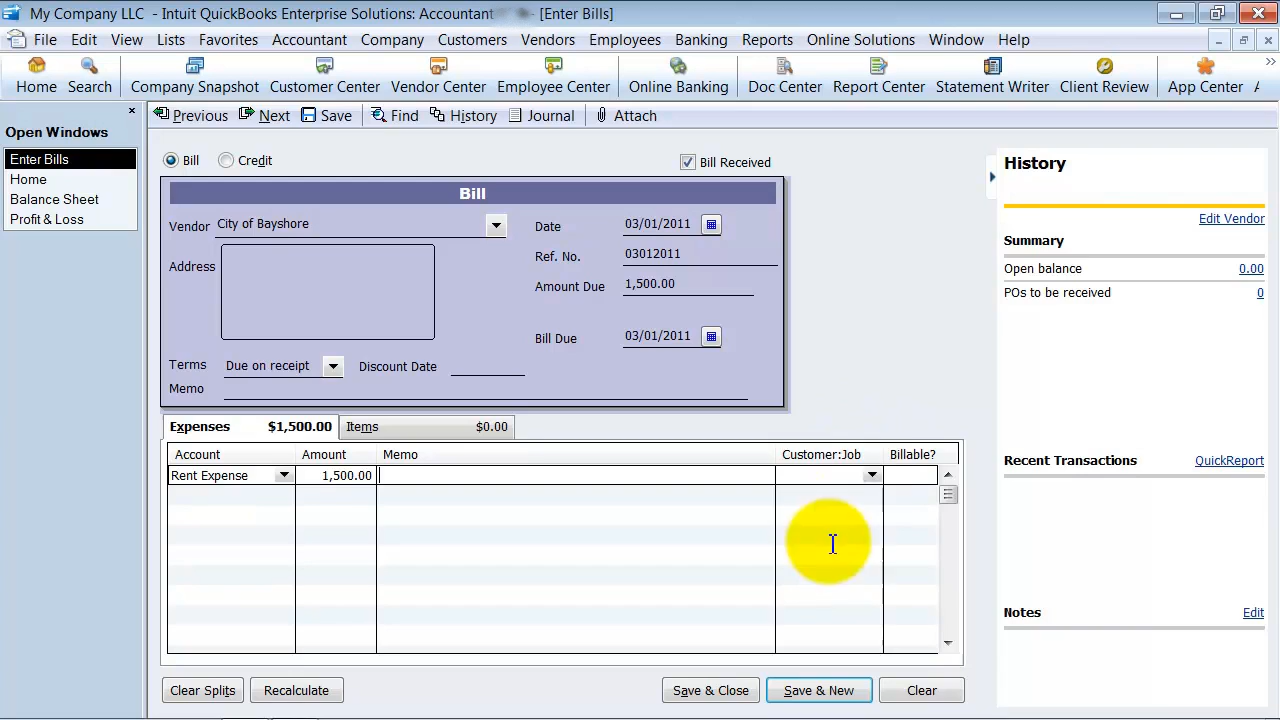 My Company LLC - Intuit QuickBooks Enterprise Solutions: Accountant - [Enter Bills]
File Edit View Lists Favorites Accountant Company Customers Vendors Employees Banking Reports Online Solutions Window Help
Home Search Company Snapshot Customer Center Vendor Center Employee Center Online Banking Doc Center Report Center Statement Writer Client Review App Center
Open Windows
Enter Bills
Home
Balance Sheet
Profit & Loss
Previous Next Save Find History Journal Attach
Bill Credit Bill Received
Bill
Vendor City of Bayshore Date 03/01/2011
Ref. No. 03012011
Address Amount Due 1,500.00
Bill Due 03/01/2011
Terms Due on receipt Discount Date
Memo
Expenses $1,500.00 Items $0.00
Account Amount Memo Customer:Job Billable?
Rent Expense 1,500.00
Clear Splits Recalculate Save & Close Save & New Clear
History
Edit Vendor
Summary
Open balance 0.00
POs to be received 0
Recent Transactions QuickReport
Notes Edit